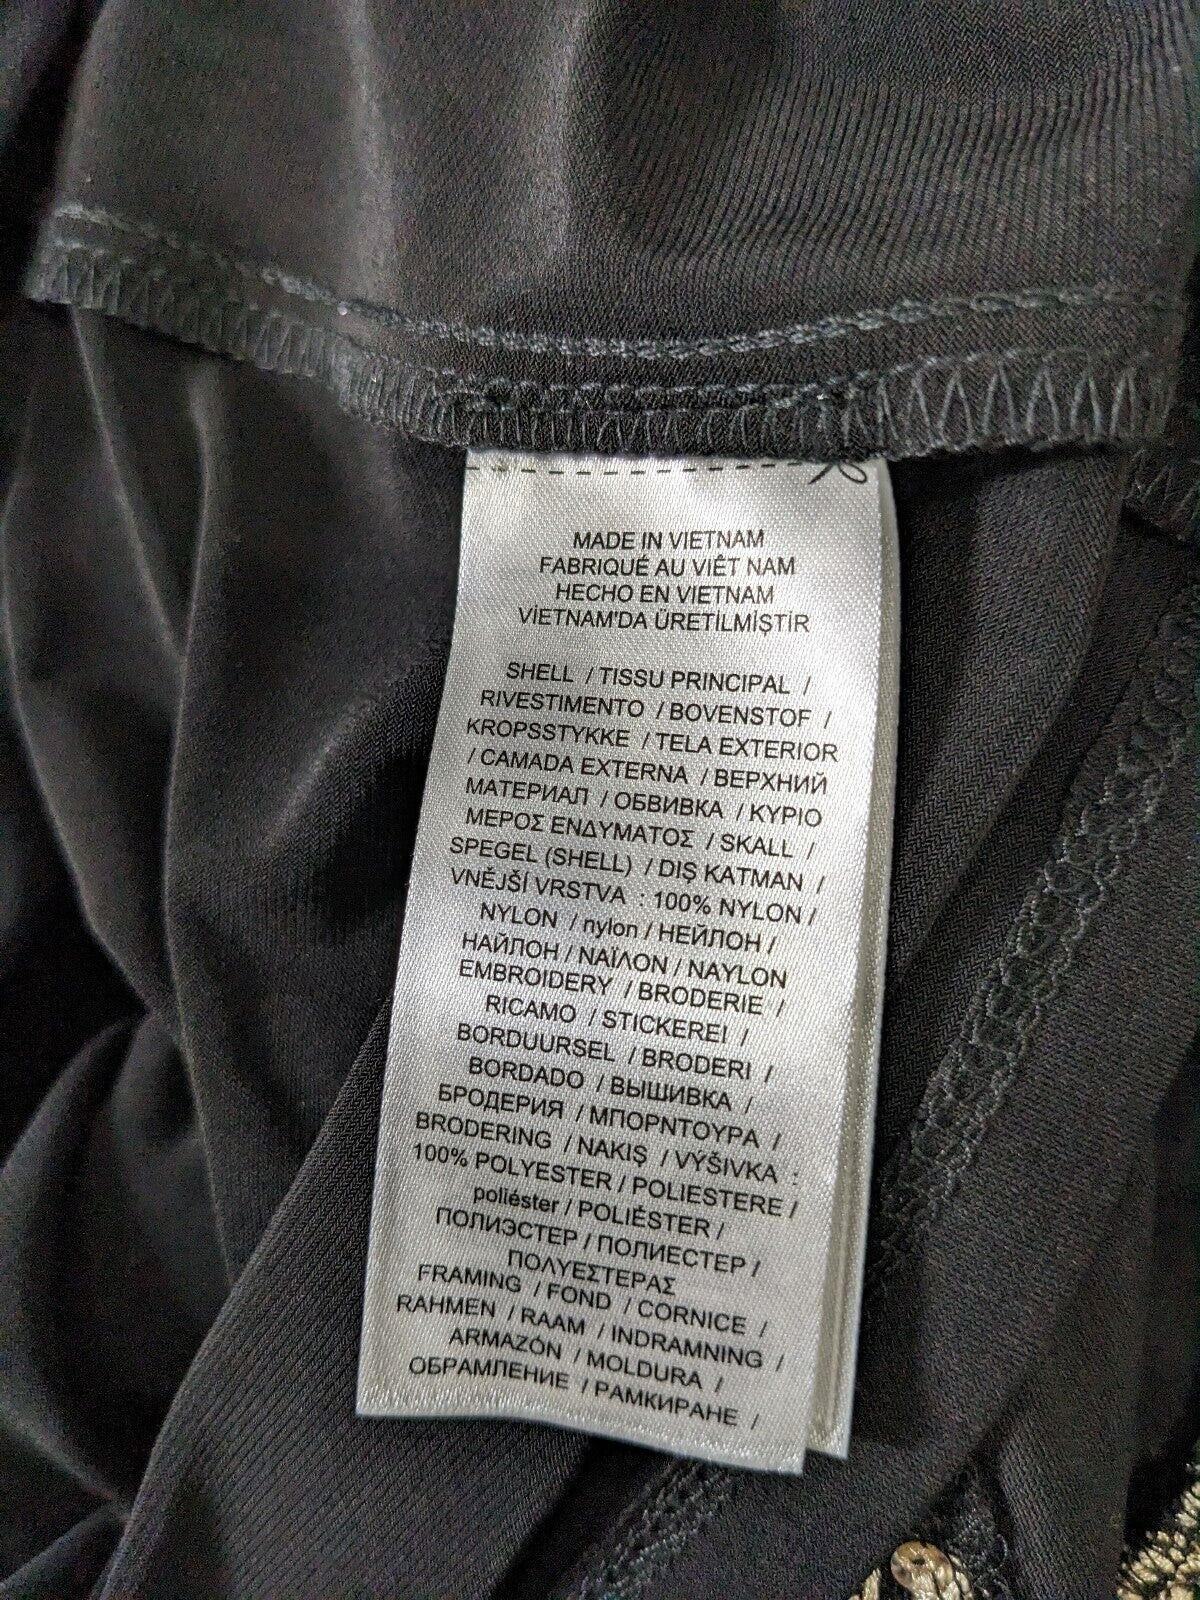 MADE IN VIETNAM
FABRIQUÉ AU VIÊT NAM
HECHO EN VIETNAM
VİETNAM'DA ÜRETİLMİŞTİR
SHELL / TISSU PRINCIPAL /
RIVESTIMENTO / BOVENSTOF /
KROPSSTYKKE / TELA EXTERIOR
/ CAMADA EXTERNA / ВЕРХНИЙ
МАТЕРИАЛ / ОБВИВКА / ΚΥΡΙΟ
ΜΕΡΟΣ ΕΝΔΥΜΑΤΟΣ / SKALL /
SPEGEL (SHELL) / DIŞ KATMAN /
VNĚJŠÍ VRSTVA : 100% NYLON /
NYLON / nylon / НЕЙЛОН /
НАЙЛОН / ΝΑΪΛΟΝ / NAYLON
EMBROIDERY / BRODERIE /
RICAMO / STICKEREI /
BORDUURSEL / BRODERI /
BORDADO / ВЫШИВКА /
БРОДЕРИЯ / ΜΠΟΡΝΤΟΥΡΑ /
BRODERING / NAKIŞ / VÝŠIVKA :
100% POLYESTER / POLIESTERE /
poliéster / POLIÉSTER /
ПОЛИЭСТЕР / ПОЛИЕСТЕР /
ΠΟΛΥΕΣΤΕΡΑΣ
FRAMING / FOND / CORNICE /
RAHMEN / RAAM / INDRAMNING /
ARMAZÓN / MOLDURA /
ОБРАМЛЕНИЕ / РАМКИРАНЕ /